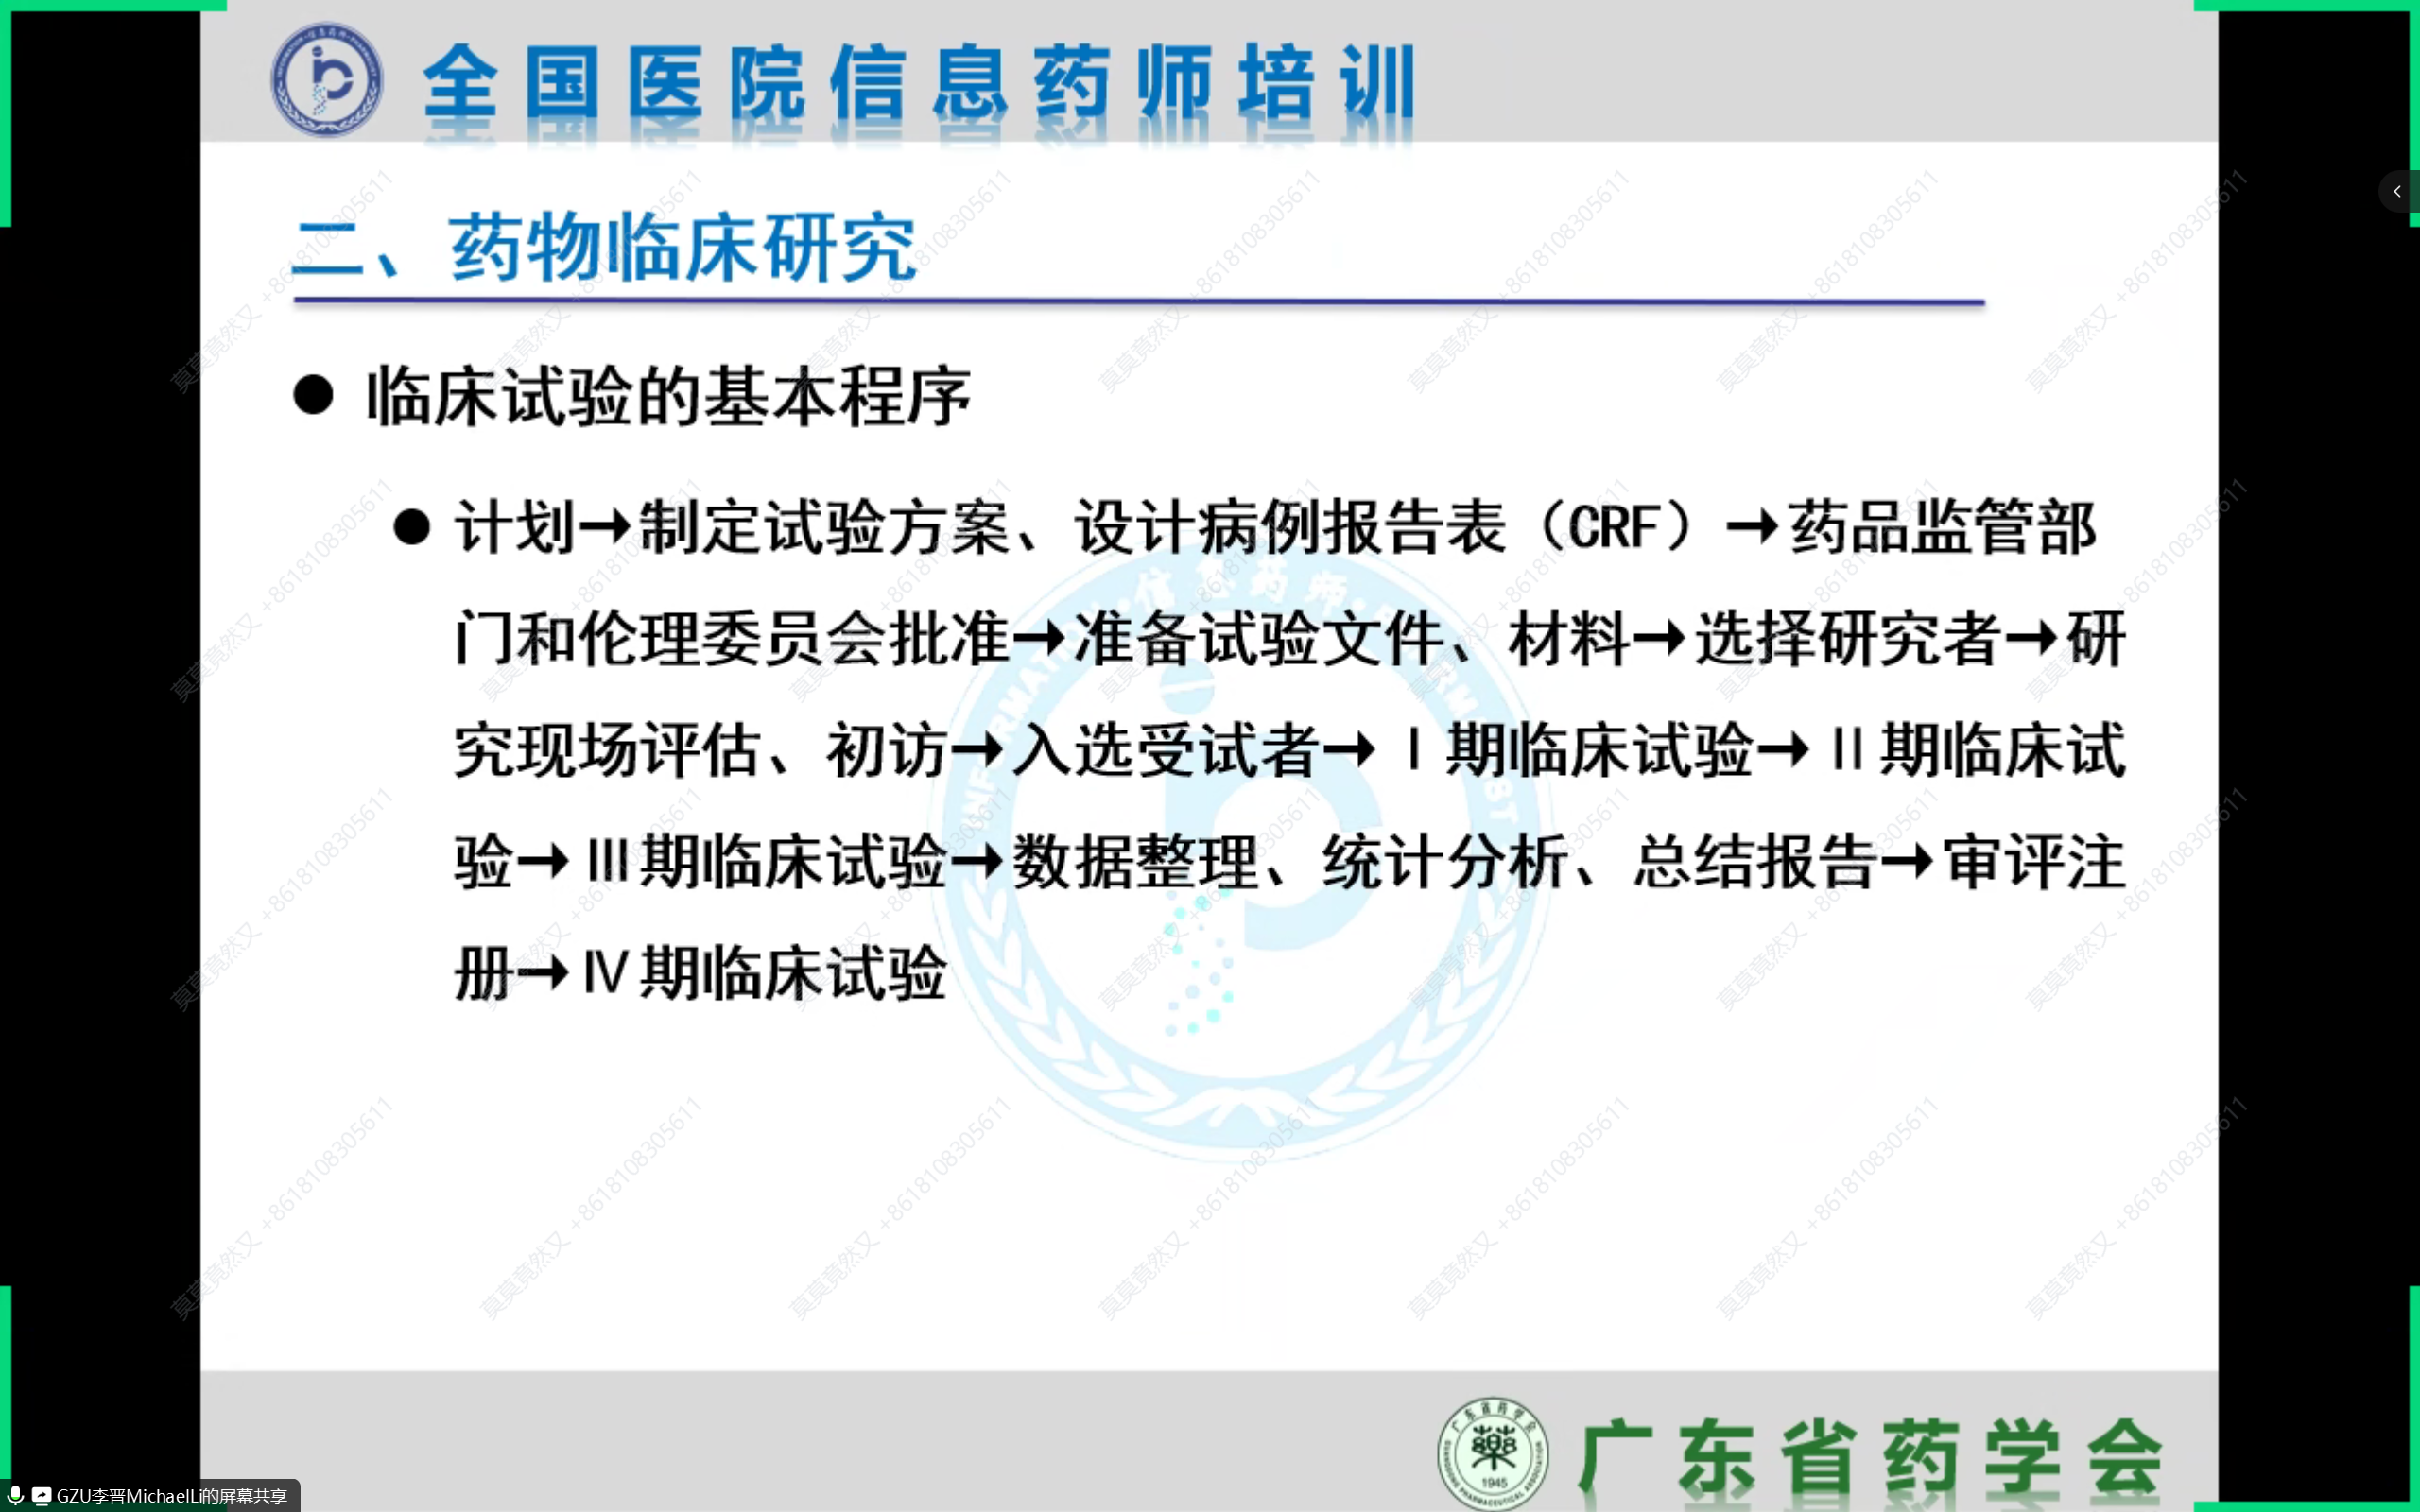 全国医院信息药师培训
二、药物临床研究
● 临床试验的基本程序
● 计划→制定试验方案、设计病例报告表（CRF）→药品监管部
门和伦理委员会批准→准备试验文件、材料→选择研究者→研
究现场评估、初访→入选受试者→Ⅰ期临床试验→Ⅱ期临床试
验→Ⅲ期临床试验→数据整理、统计分析、总结报告→审评注
册→Ⅳ期临床试验
广东省药学会
1945
GZU李晋MichaelLi的屏幕共享
莫莫竟然又 +8618108305611